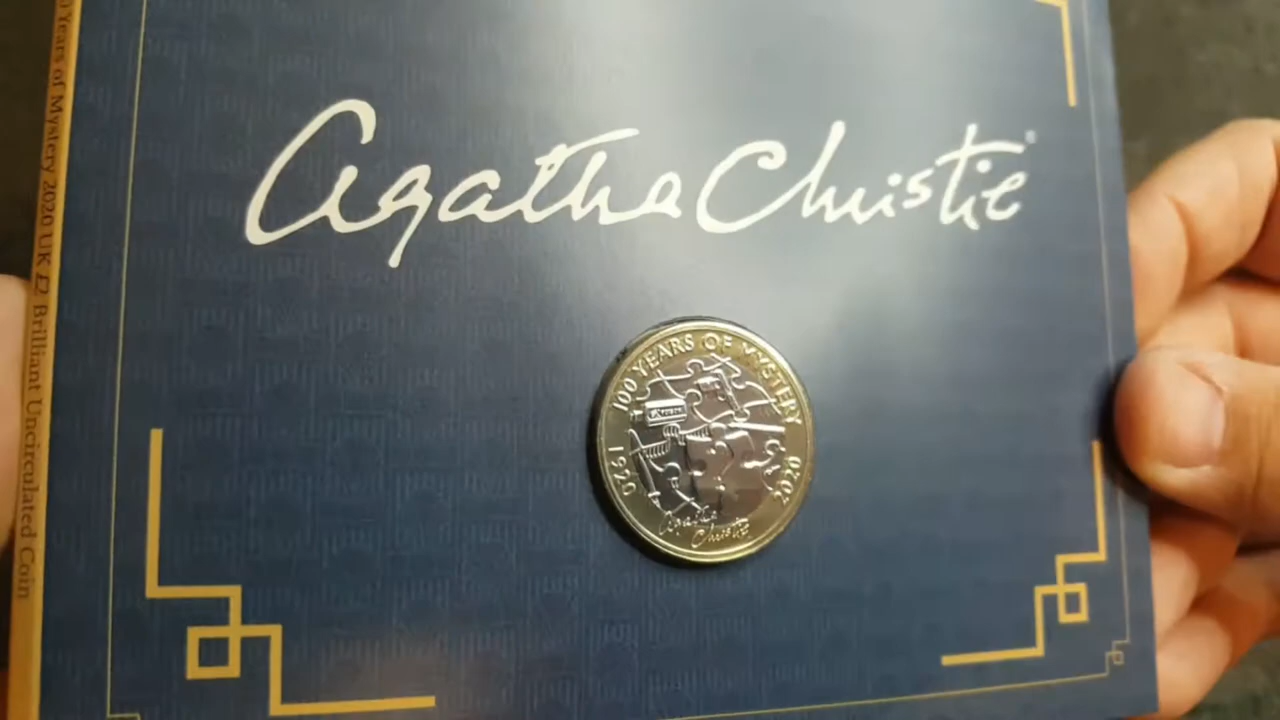 Years of Mystery 2020 UK £2 Brilliant Uncirculated Coin
Agatha Christie
100 YEARS OF MYSTERY
1920
2020
Agatha
Christie